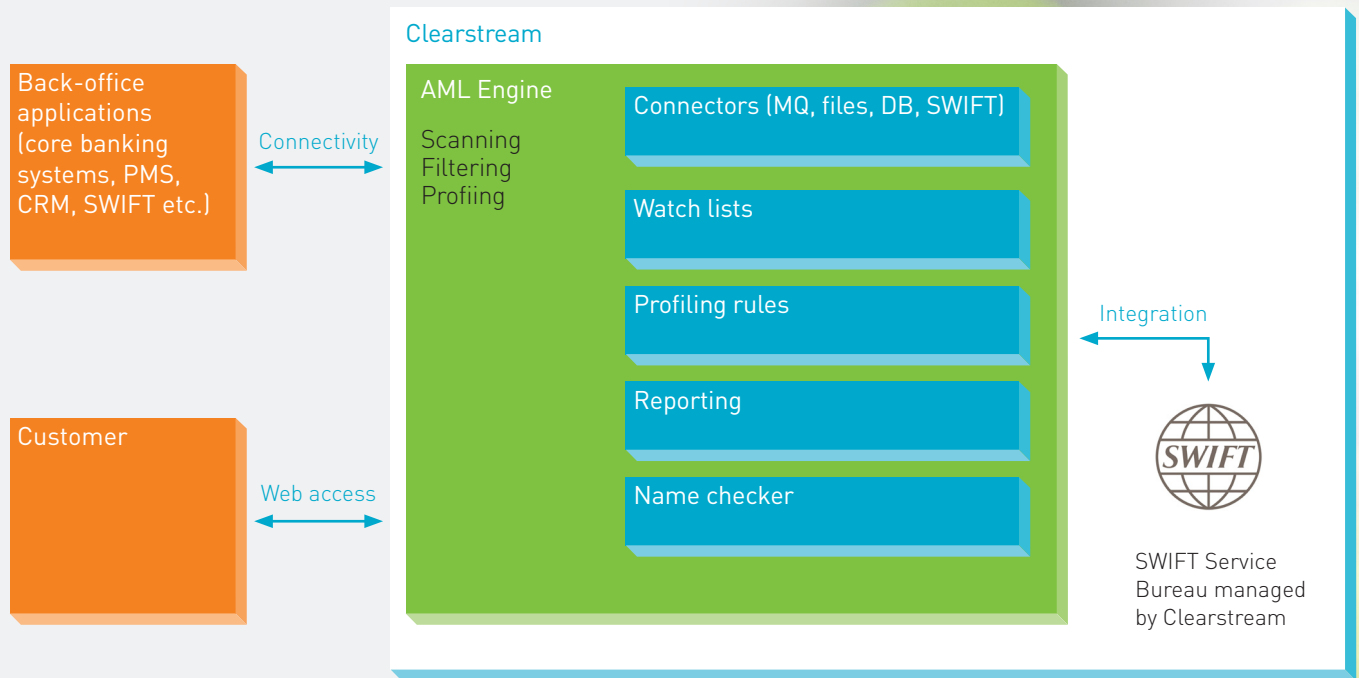 Clearstream
Back-office
applications
(core banking
systems, PMS,
CRM, SWIFT etc.)
Connectivity
AML Engine
Scanning
Filtering
Profiing
Connectors (MQ, files, DB, SWIFT)
Watch lists
Profiling rules
Reporting
Name checker
Customer
Web access
Integration
SWIFT
SWIFT Service
Bureau managed
by Clearstream